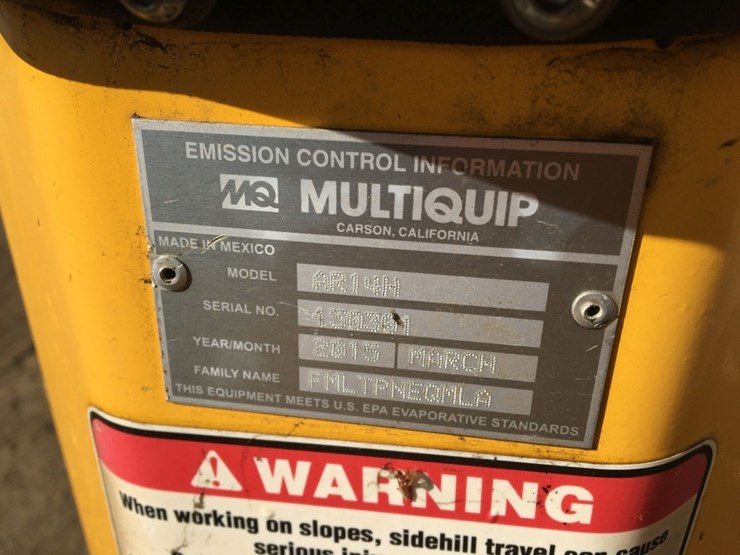 EMISSION CONTROL INFORMATION
MQ MULTIQUIP
CARSON, CALIFORNIA
MADE IN MEXICO
MODEL AR14H
SERIAL NO.
YEAR/MONTH 2015 MARCH
FAMILY NAME FMLTPNEQMLA
THIS EQUIPMENT MEETS U.S. EPA EVAPORATIVE STANDARDS
WARNING
When working on slopes, sidehill travel can cause
serious